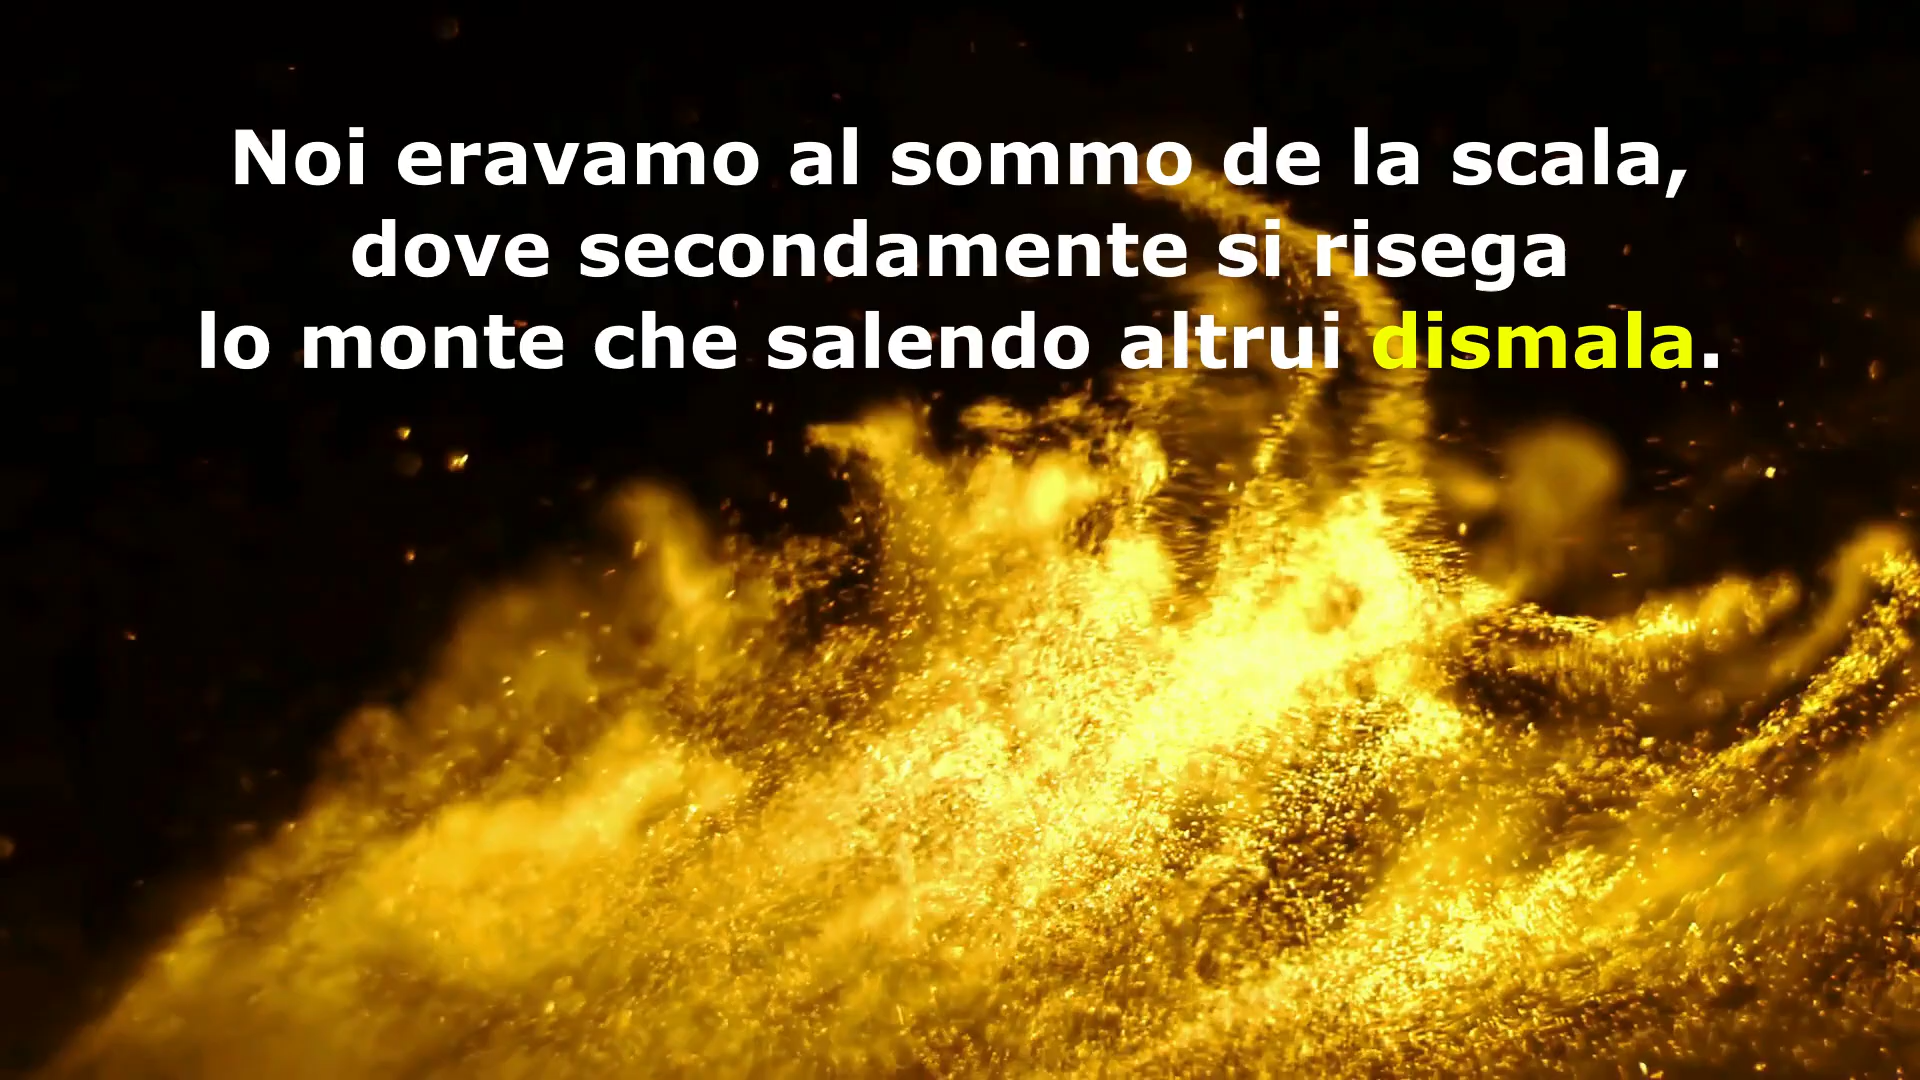 Noi eravamo al sommo de la scala,
dove secondamente si risega
lo monte che salendo altrui dismala.